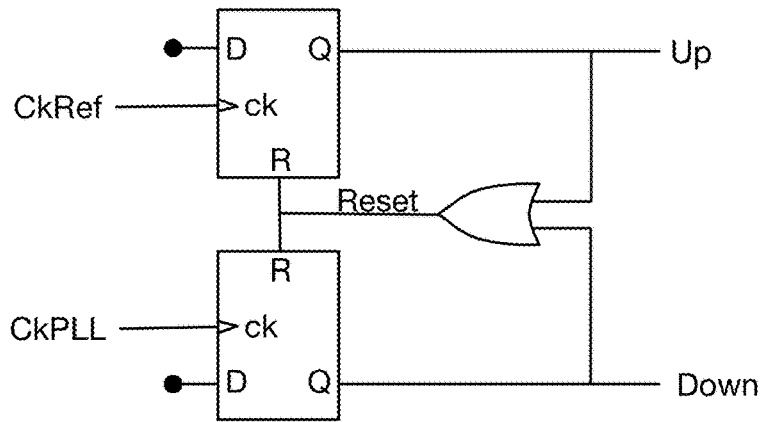 D Q Up
CkRef ck
R
Reset
R
CkPLL ck
D Q Down